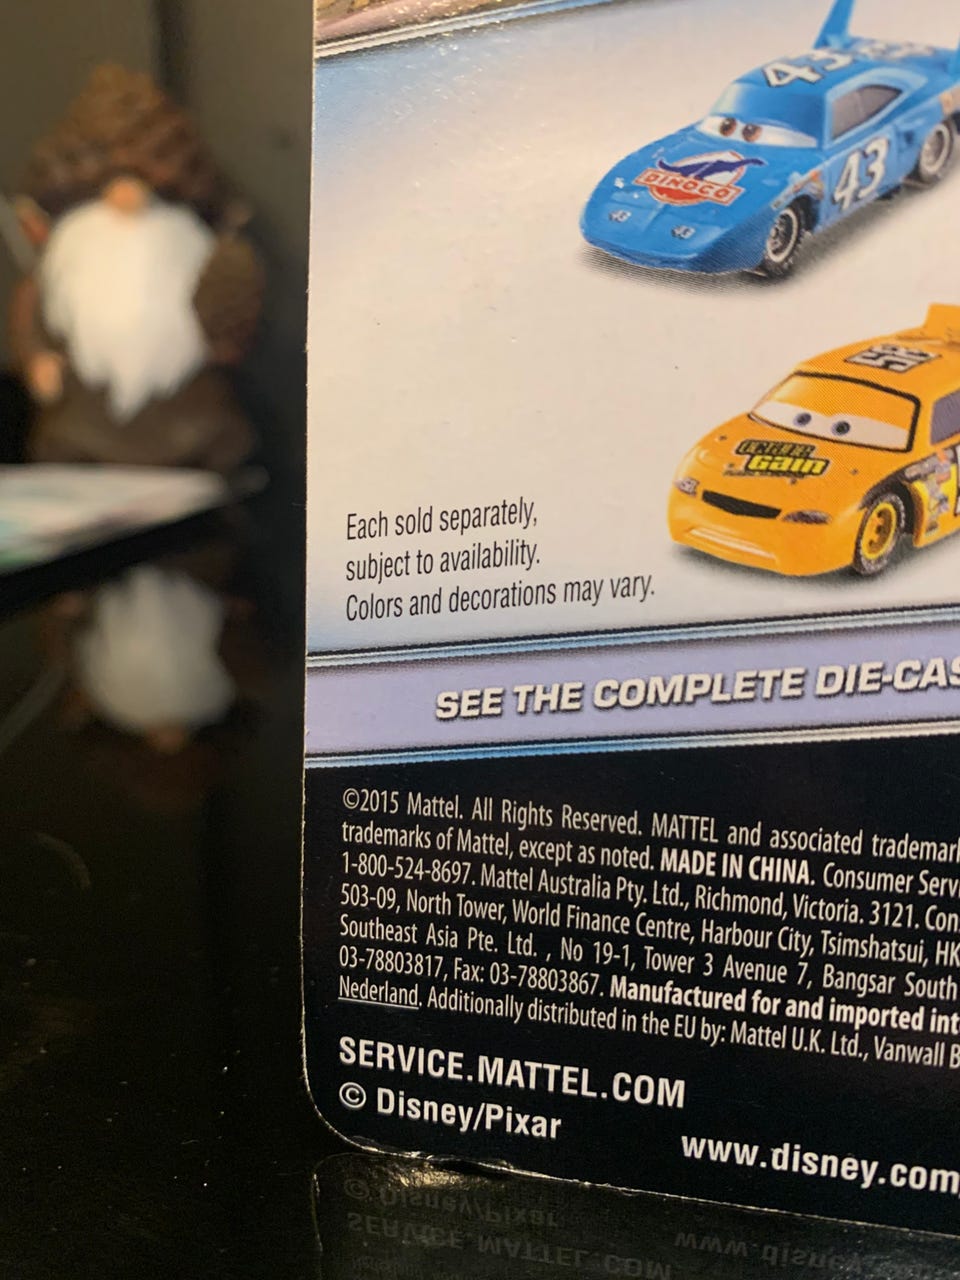 43
DINOCO
43
43
43
OCTANE
Gain
Each sold separately,
subject to availability.
Colors and decorations may vary.
SEE THE COMPLETE DIE-CAS
©2015 Mattel. All Rights Reserved. MATTEL and associated trademark
trademarks of Mattel, except as noted. MADE IN CHINA. Consumer Servi
1-800-524-8697. Mattel Australia Pty. Ltd., Richmond, Victoria. 3121. Con
503-09, North Tower, World Finance Centre, Harbour City, Tsimshatsui, HK
Southeast Asia Pte. Ltd. , No 19-1, Tower 3 Avenue 7, Bangsar South
03-78803817, Fax: 03-78803867. Manufactured for and imported int
Nederland. Additionally distributed in the EU by: Mattel U.K. Ltd., Vanwall B
SERVICE.MATTEL.COM
© Disney/Pixar
www.disney.com